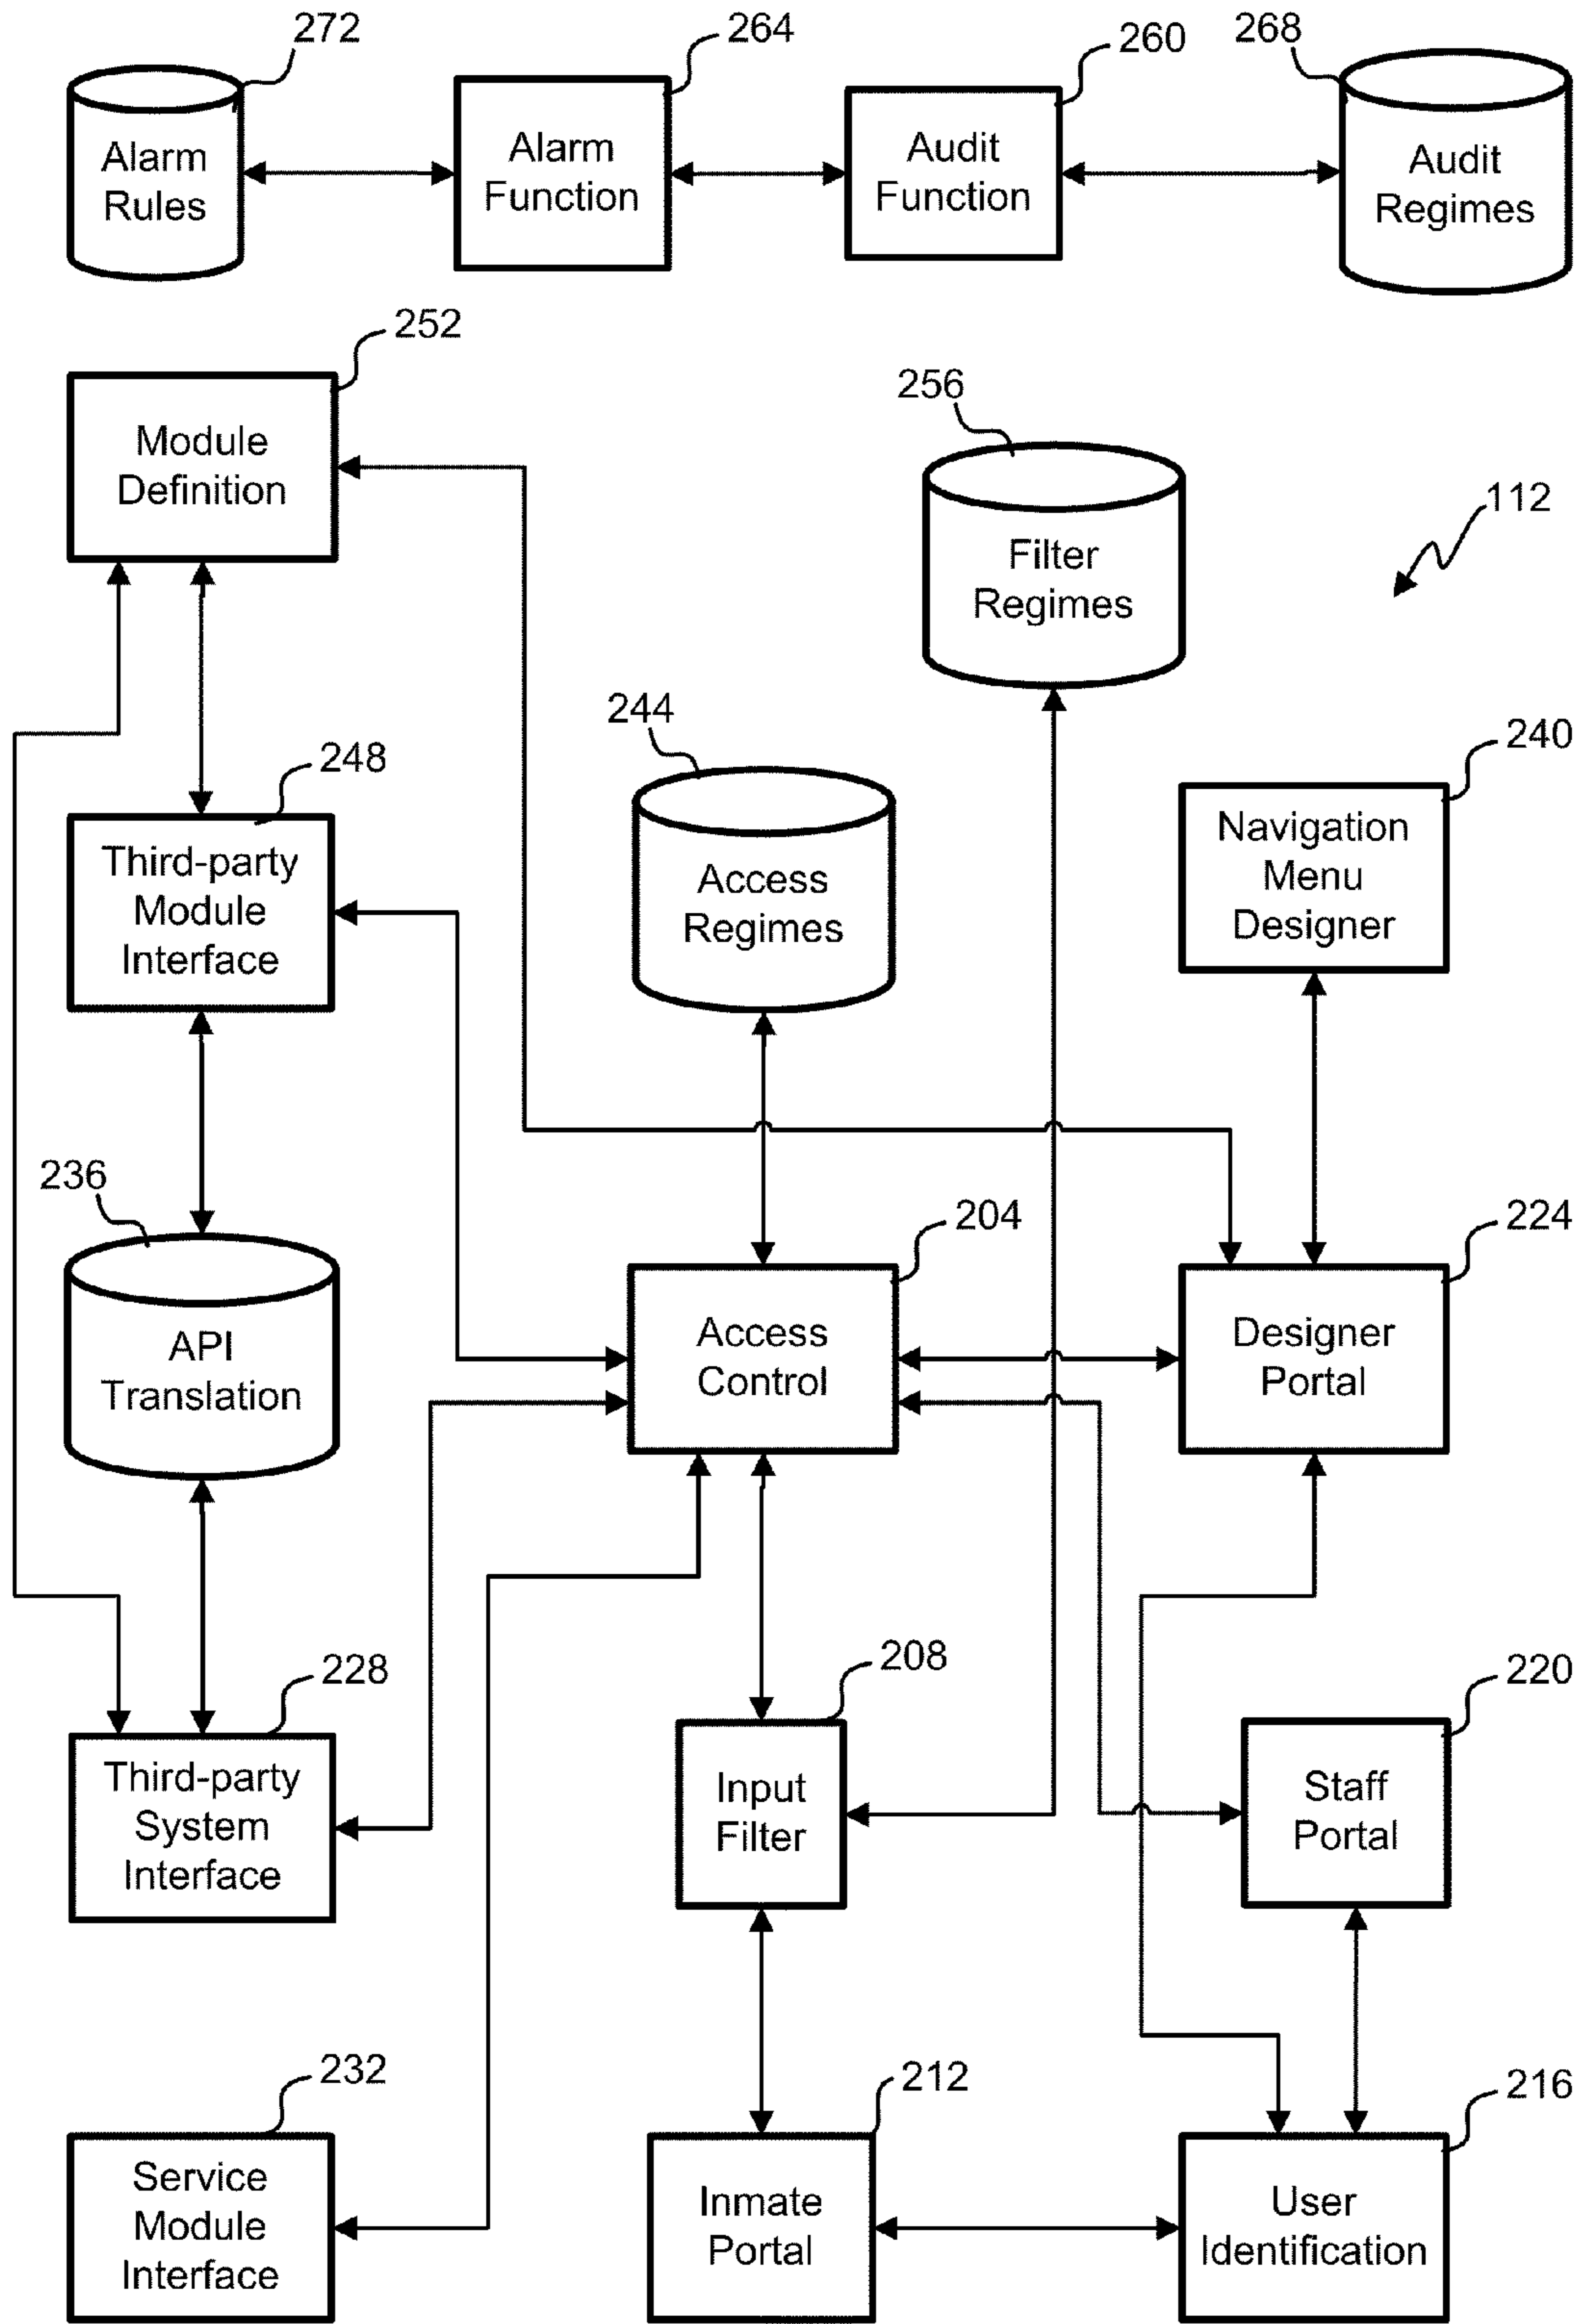 272
264
260
268
Alarm
Rules
Alarm
Function
Audit
Function
Audit
Regimes
252
Module
Definition
256
Filter
Regimes
112
244
Access
Regimes
240
Navigation
Menu
Designer
248
Third-party
Module
Interface
236
API
Translation
204
Access
Control
224
Designer
Portal
228
Third-party
System
Interface
208
Input
Filter
220
Staff
Portal
232
Service
Module
Interface
212
Inmate
Portal
216
User
Identification